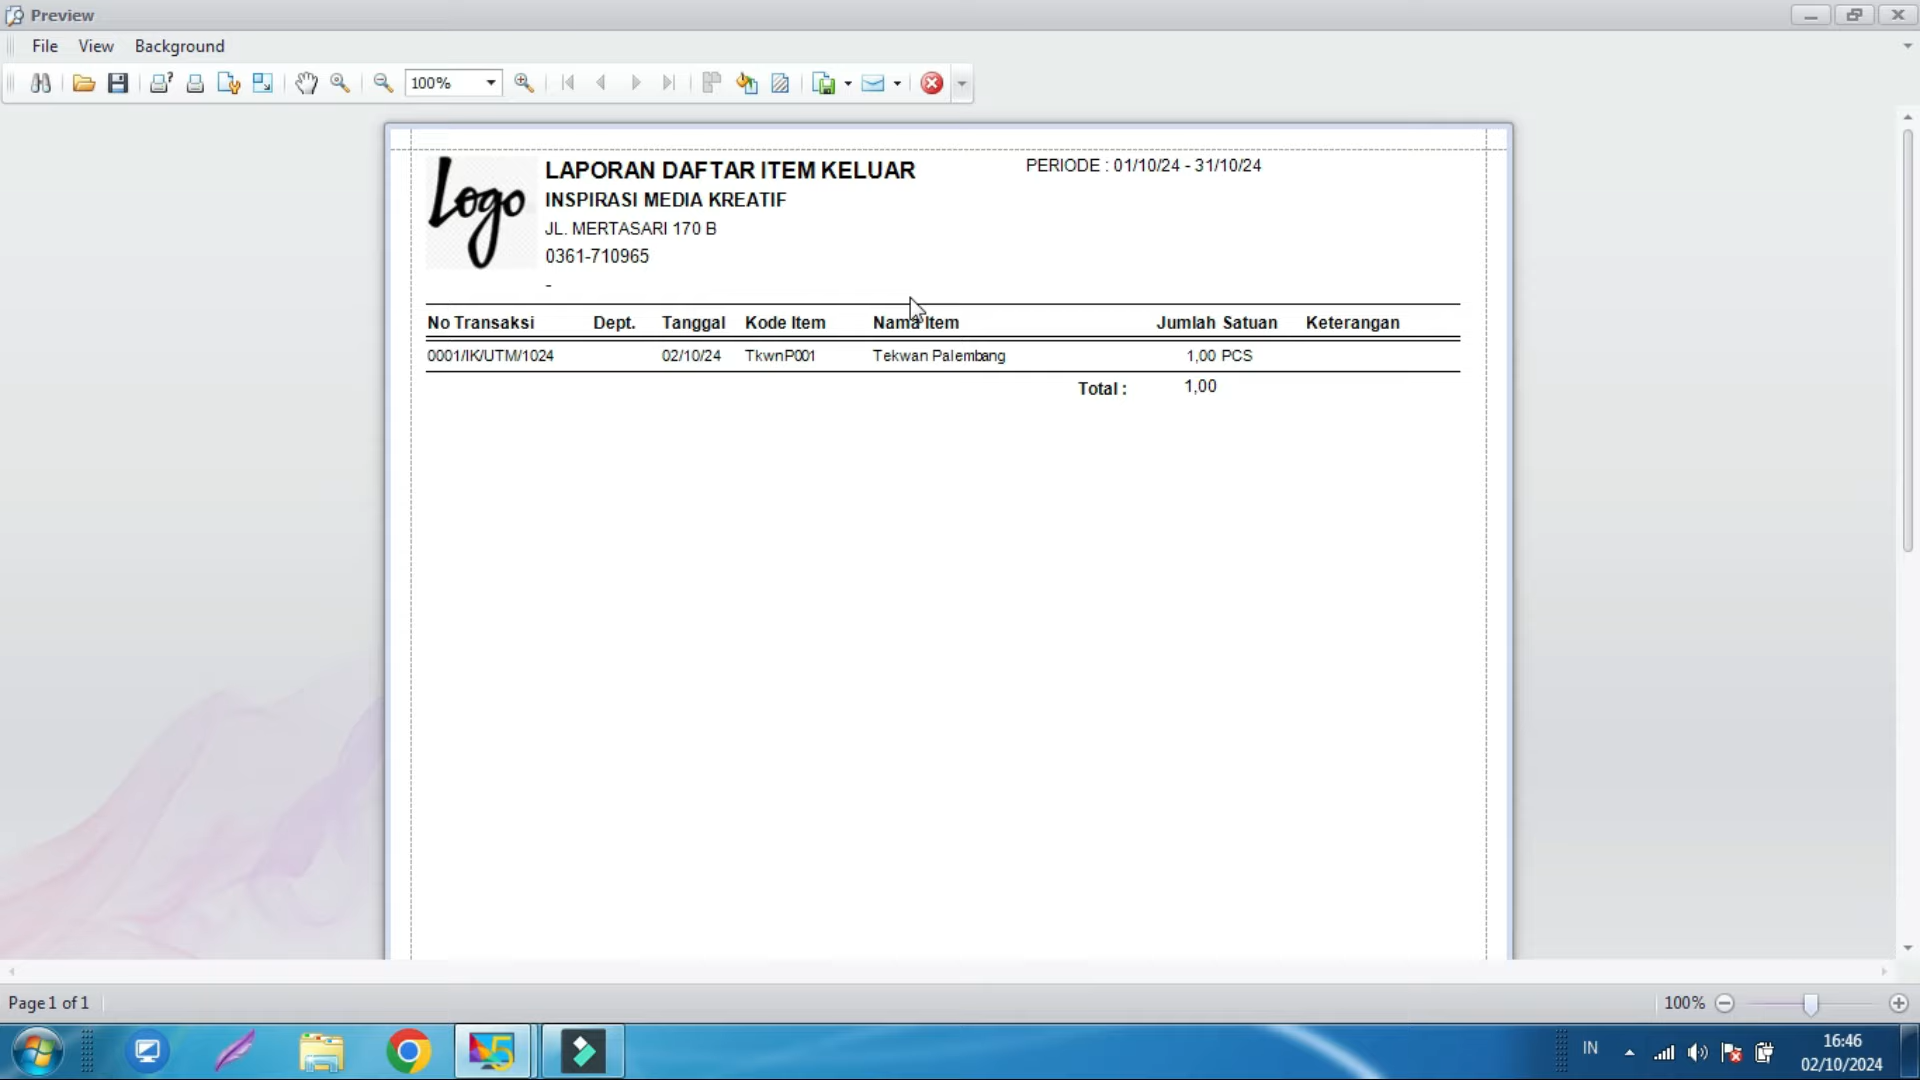 Preview
File View Background
100%
Logo
LAPORAN DAFTAR ITEM KELUAR
PERIODE : 01/10/24 - 31/10/24
INSPIRASI MEDIA KREATIF
JL. MERTASARI 170 B
0361-710965
-
No Transaksi Dept. Tanggal Kode Item Nama Item Jumlah Satuan Keterangan
0001/IK/UTM/1024 02/10/24 TkwnP001 Tekwan Palembang 1,00 PCS
Total : 1,00
Page 1 of 1
100%
5
IN
16:46
02/10/2024